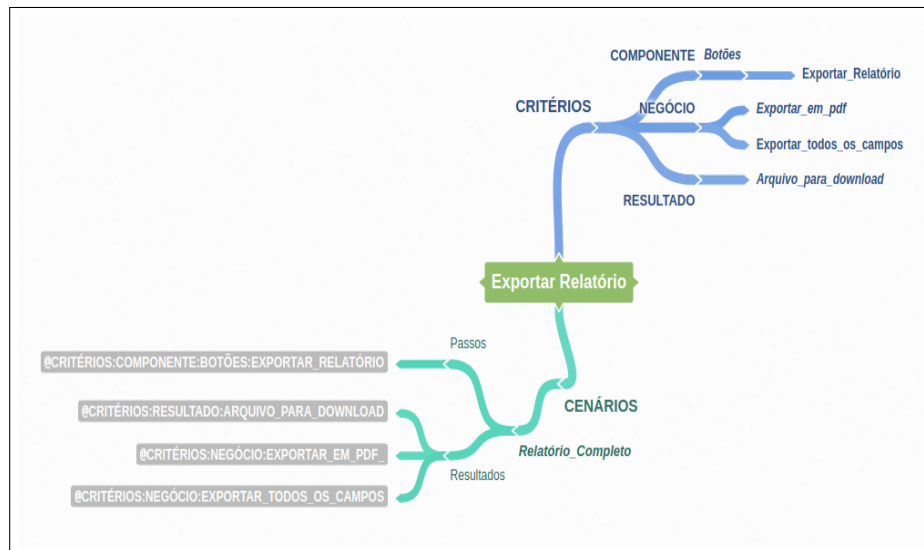 COMPONENTE
Botões
Exportar_Relatório
CRITÉRIOS
NEGÓCIO
Exportar_em_pdf
Exportar_todos_os_campos
Arquivo_para_download
RESULTADO
Exportar Relatório
Passos
@CRITÉRIOS:COMPONENTE:BOTÕES:EXPORTAR_RELATÓRIO
CENÁRIOS
@CRITÉRIOS:RESULTADO:ARQUIVO_PARA_DOWNLOAD
Relatório_Completo
@CRITÉRIOS:NEGÓCIO:EXPORTAR_EM_PDF_
Resultados
@CRITÉRIOS:NEGÓCIO:EXPORTAR_TODOS_OS_CAMPOS